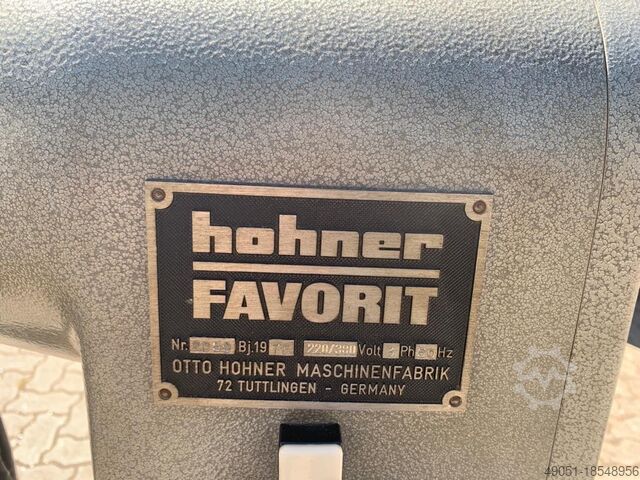 hohner
FAVORIT
Nr. Bj.19 220/380 Volt Ph Hz
OTTO HOHNER MASCHINENFABRIK
72 TUTTLINGEN - GERMANY
49051-18548956